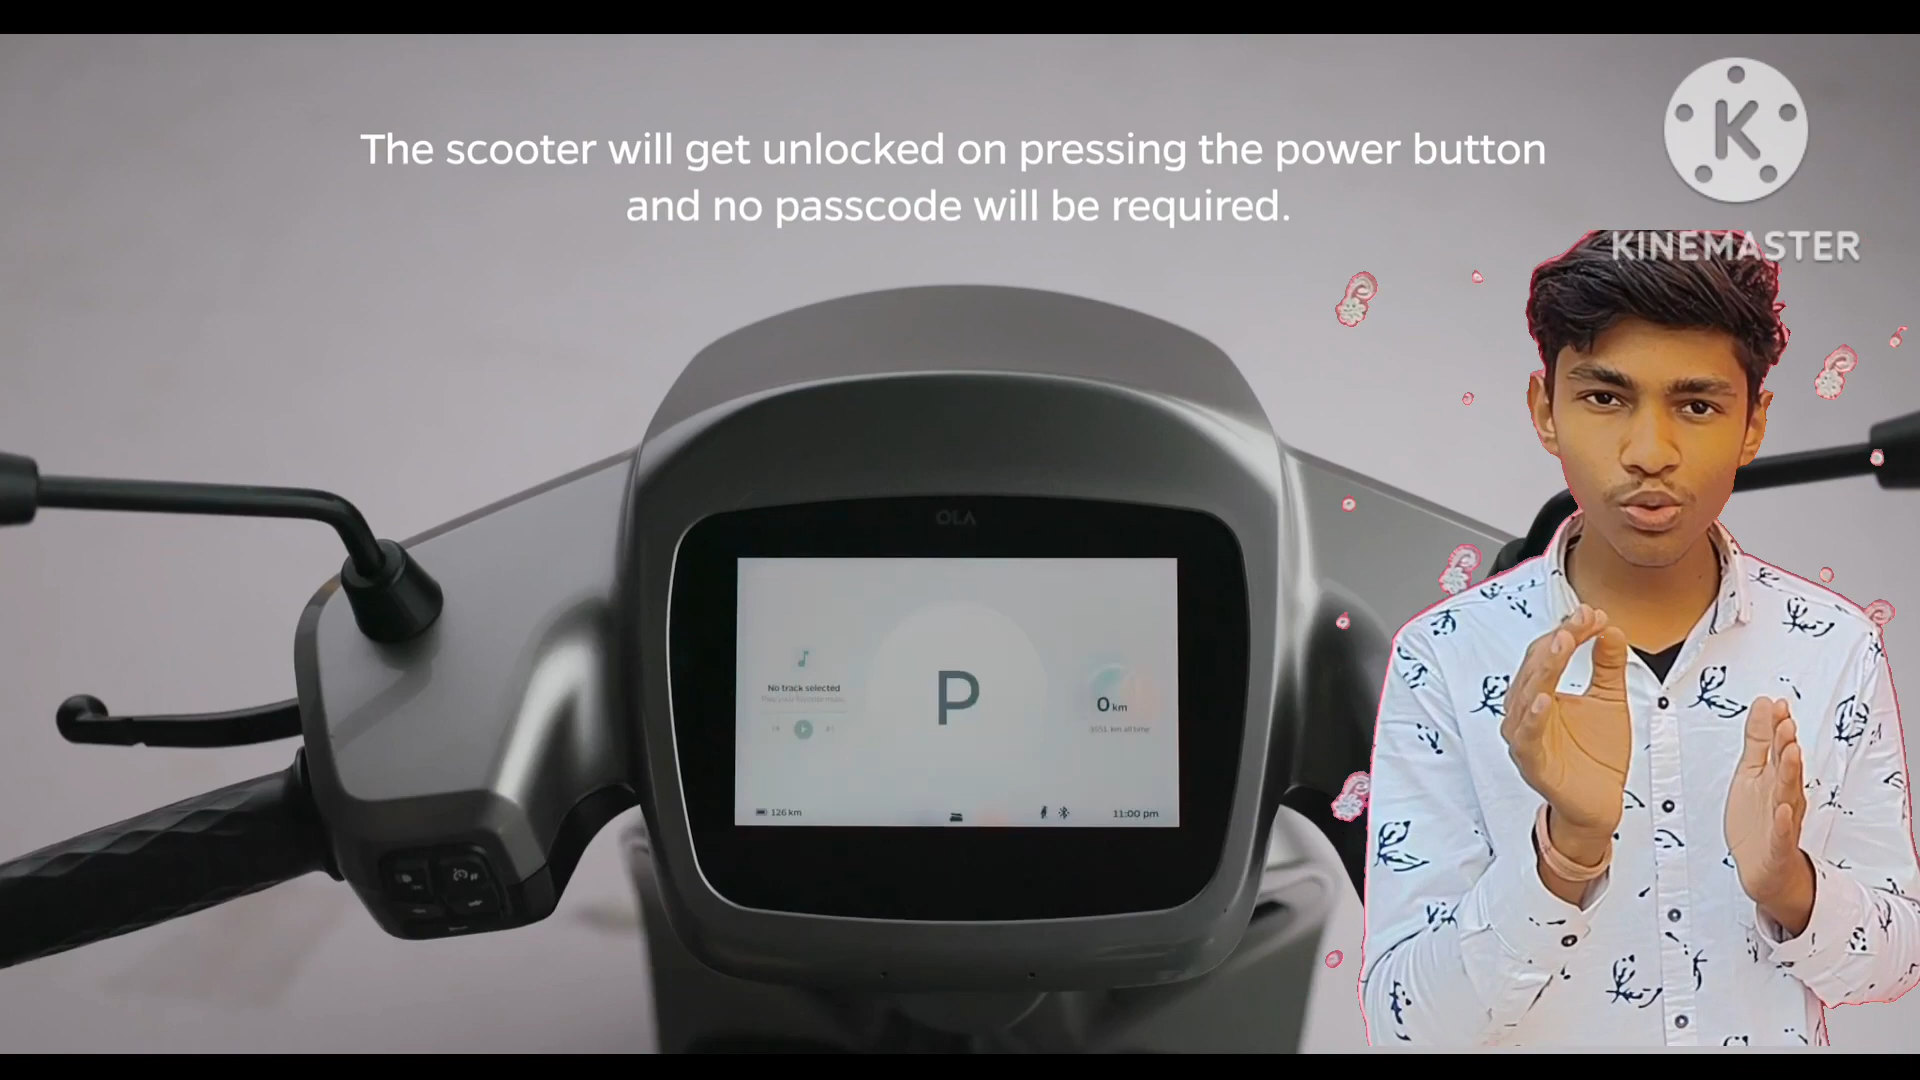 The scooter will get unlocked on pressing the power button
and no passcode will be required.
K
KINEMASTER
OLA
No track selected
P
0 km
126 km
11:00 pm